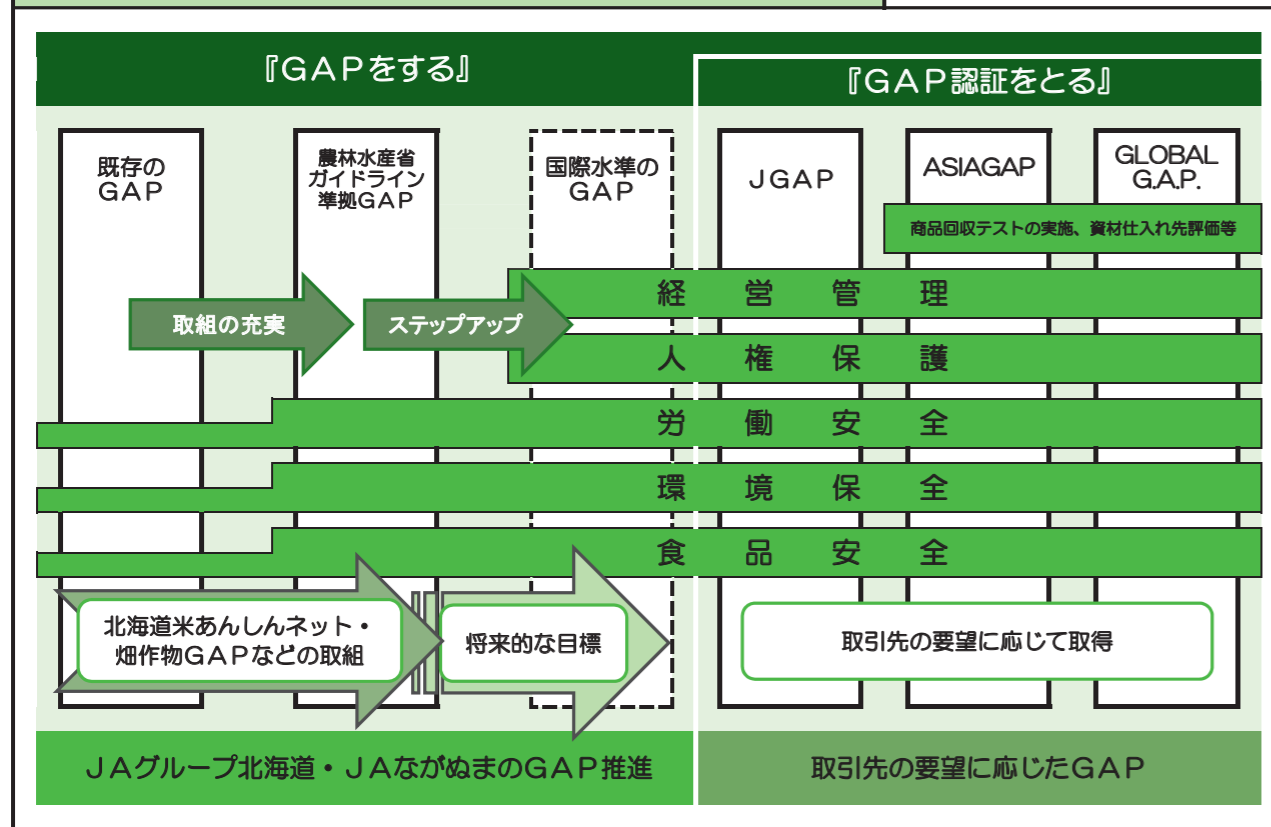 『ＧＡＰをする』
『ＧＡＰ認証をとる』
既存の
ＧＡＰ
農林水産省
ガイドライン
準拠ＧＡＰ
国際水準の
ＧＡＰ
ＪＧＡＰ
ASIAGAP
GLOBAL
G.A.P.
商品回収テストの実施、資材仕入れ先評価等
経営管理
取組の充実
ステップアップ
人権保護
労働安全
環境保全
食品安全
北海道米あんしんネット・
畑作物ＧＡＰなどの取組
将来的な目標
取引先の要望に応じて取得
ＪＡグループ北海道・ＪＡながぬまのＧＡＰ推進
取引先の要望に応じたＧＡＰ